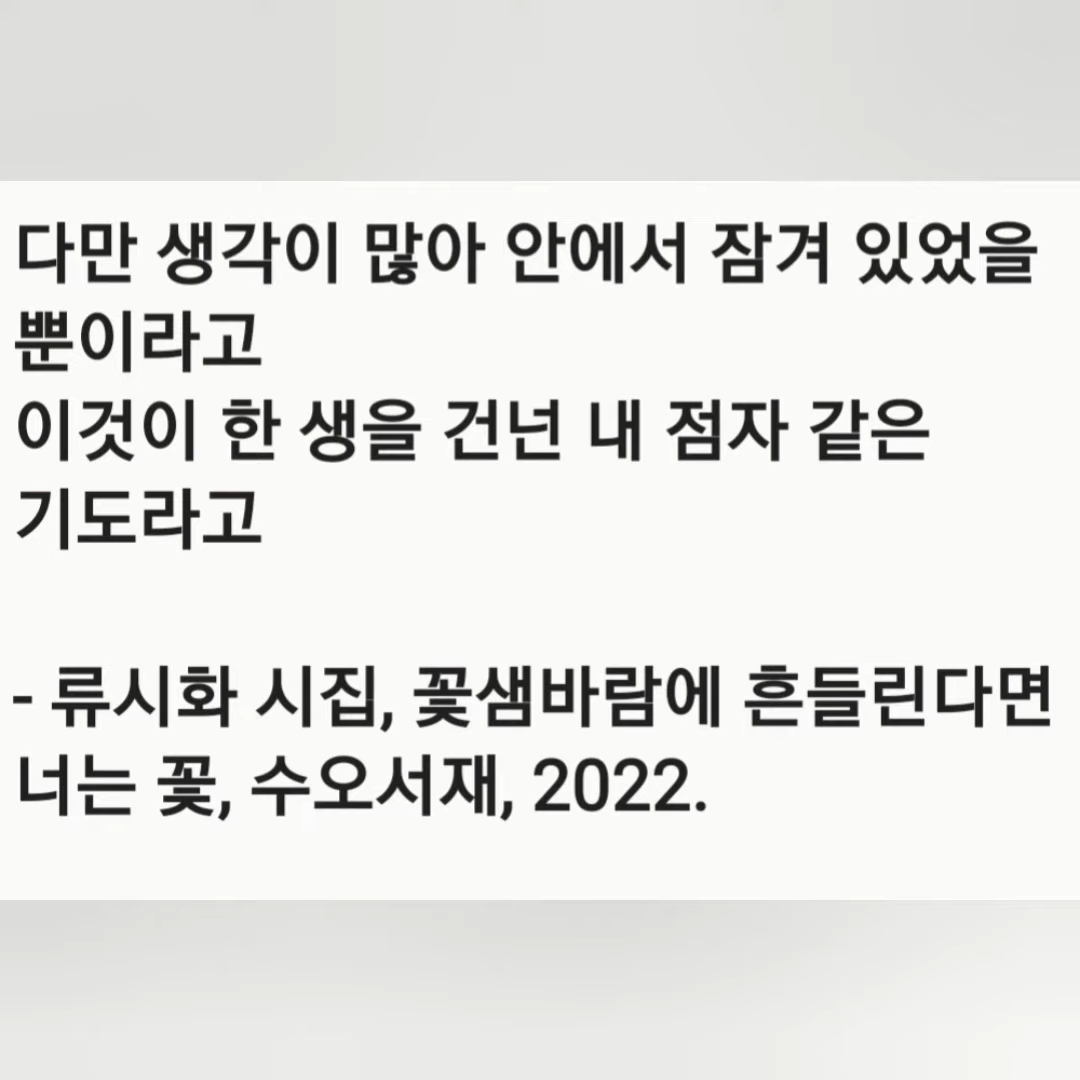 다만 생각이 많아 안에서 잠겨 있었을
뿐이라고
이것이 한 생을 건넌 내 점자 같은
기도라고
- 류시화 시집, 꽃샘바람에 흔들린다면
너는 꽃, 수오서재, 2022.